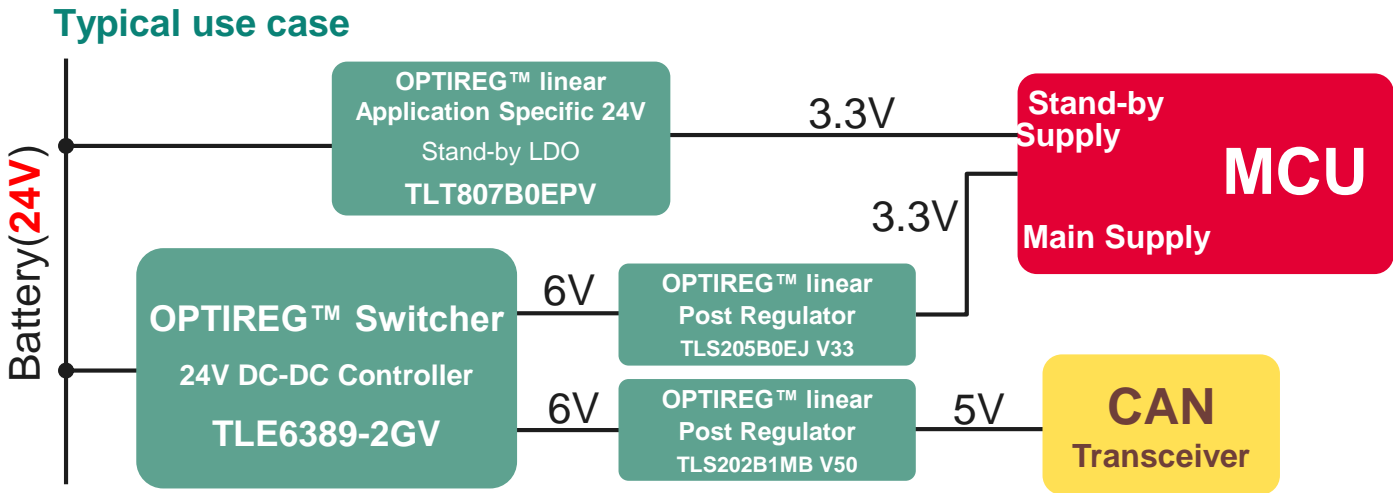 Typical use case
Battery(24V)
OPTIREG™ linear
Application Specific 24V
Stand-by LDO
TLT807B0EPV
3.3V
Stand-by
Supply
MCU
Main Supply
3.3V
OPTIREG™ Switcher
24V DC-DC Controller
TLE6389-2GV
6V
OPTIREG™ linear
Post Regulator
TLS205B0EJ V33
6V
OPTIREG™ linear
Post Regulator
TLS202B1MB V50
5V
CAN
Transceiver